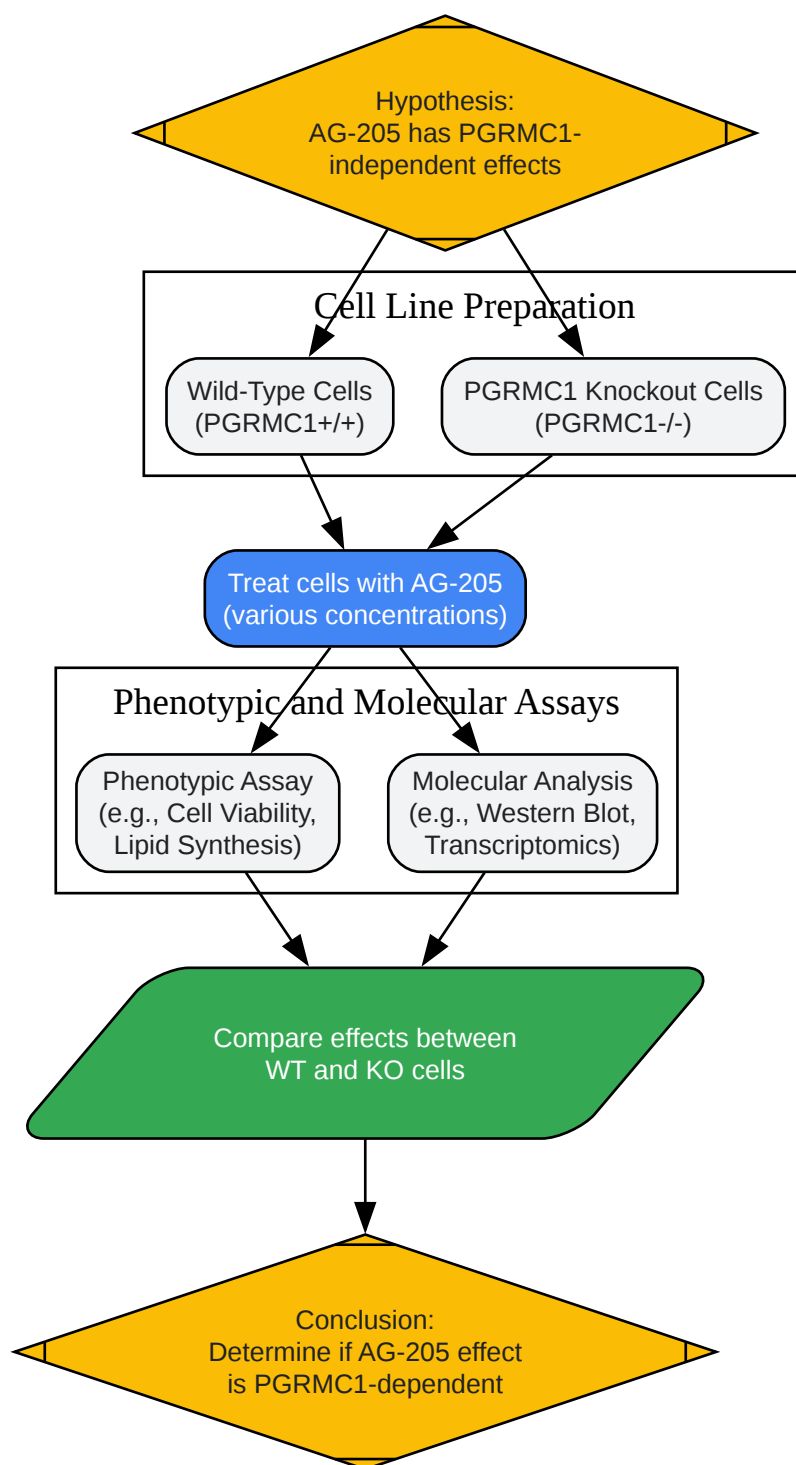 Hypothesis:
AG-205 has PGRMC1-
independent effects
Cell Line Preparation
Wild-Type Cells
(PGRMC1+/+)
PGRMC1 Knockout Cells
(PGRMC1-/-)
Treat cells with AG-205
(various concentrations)
Phenotypic and Molecular Assays
Phenotypic Assay
(e.g., Cell Viability,
Lipid Synthesis)
Molecular Analysis
(e.g., Western Blot,
Transcriptomics)
Compare effects between
WT and KO cells
Conclusion:
Determine if AG-205 effect
is PGRMC1-dependent